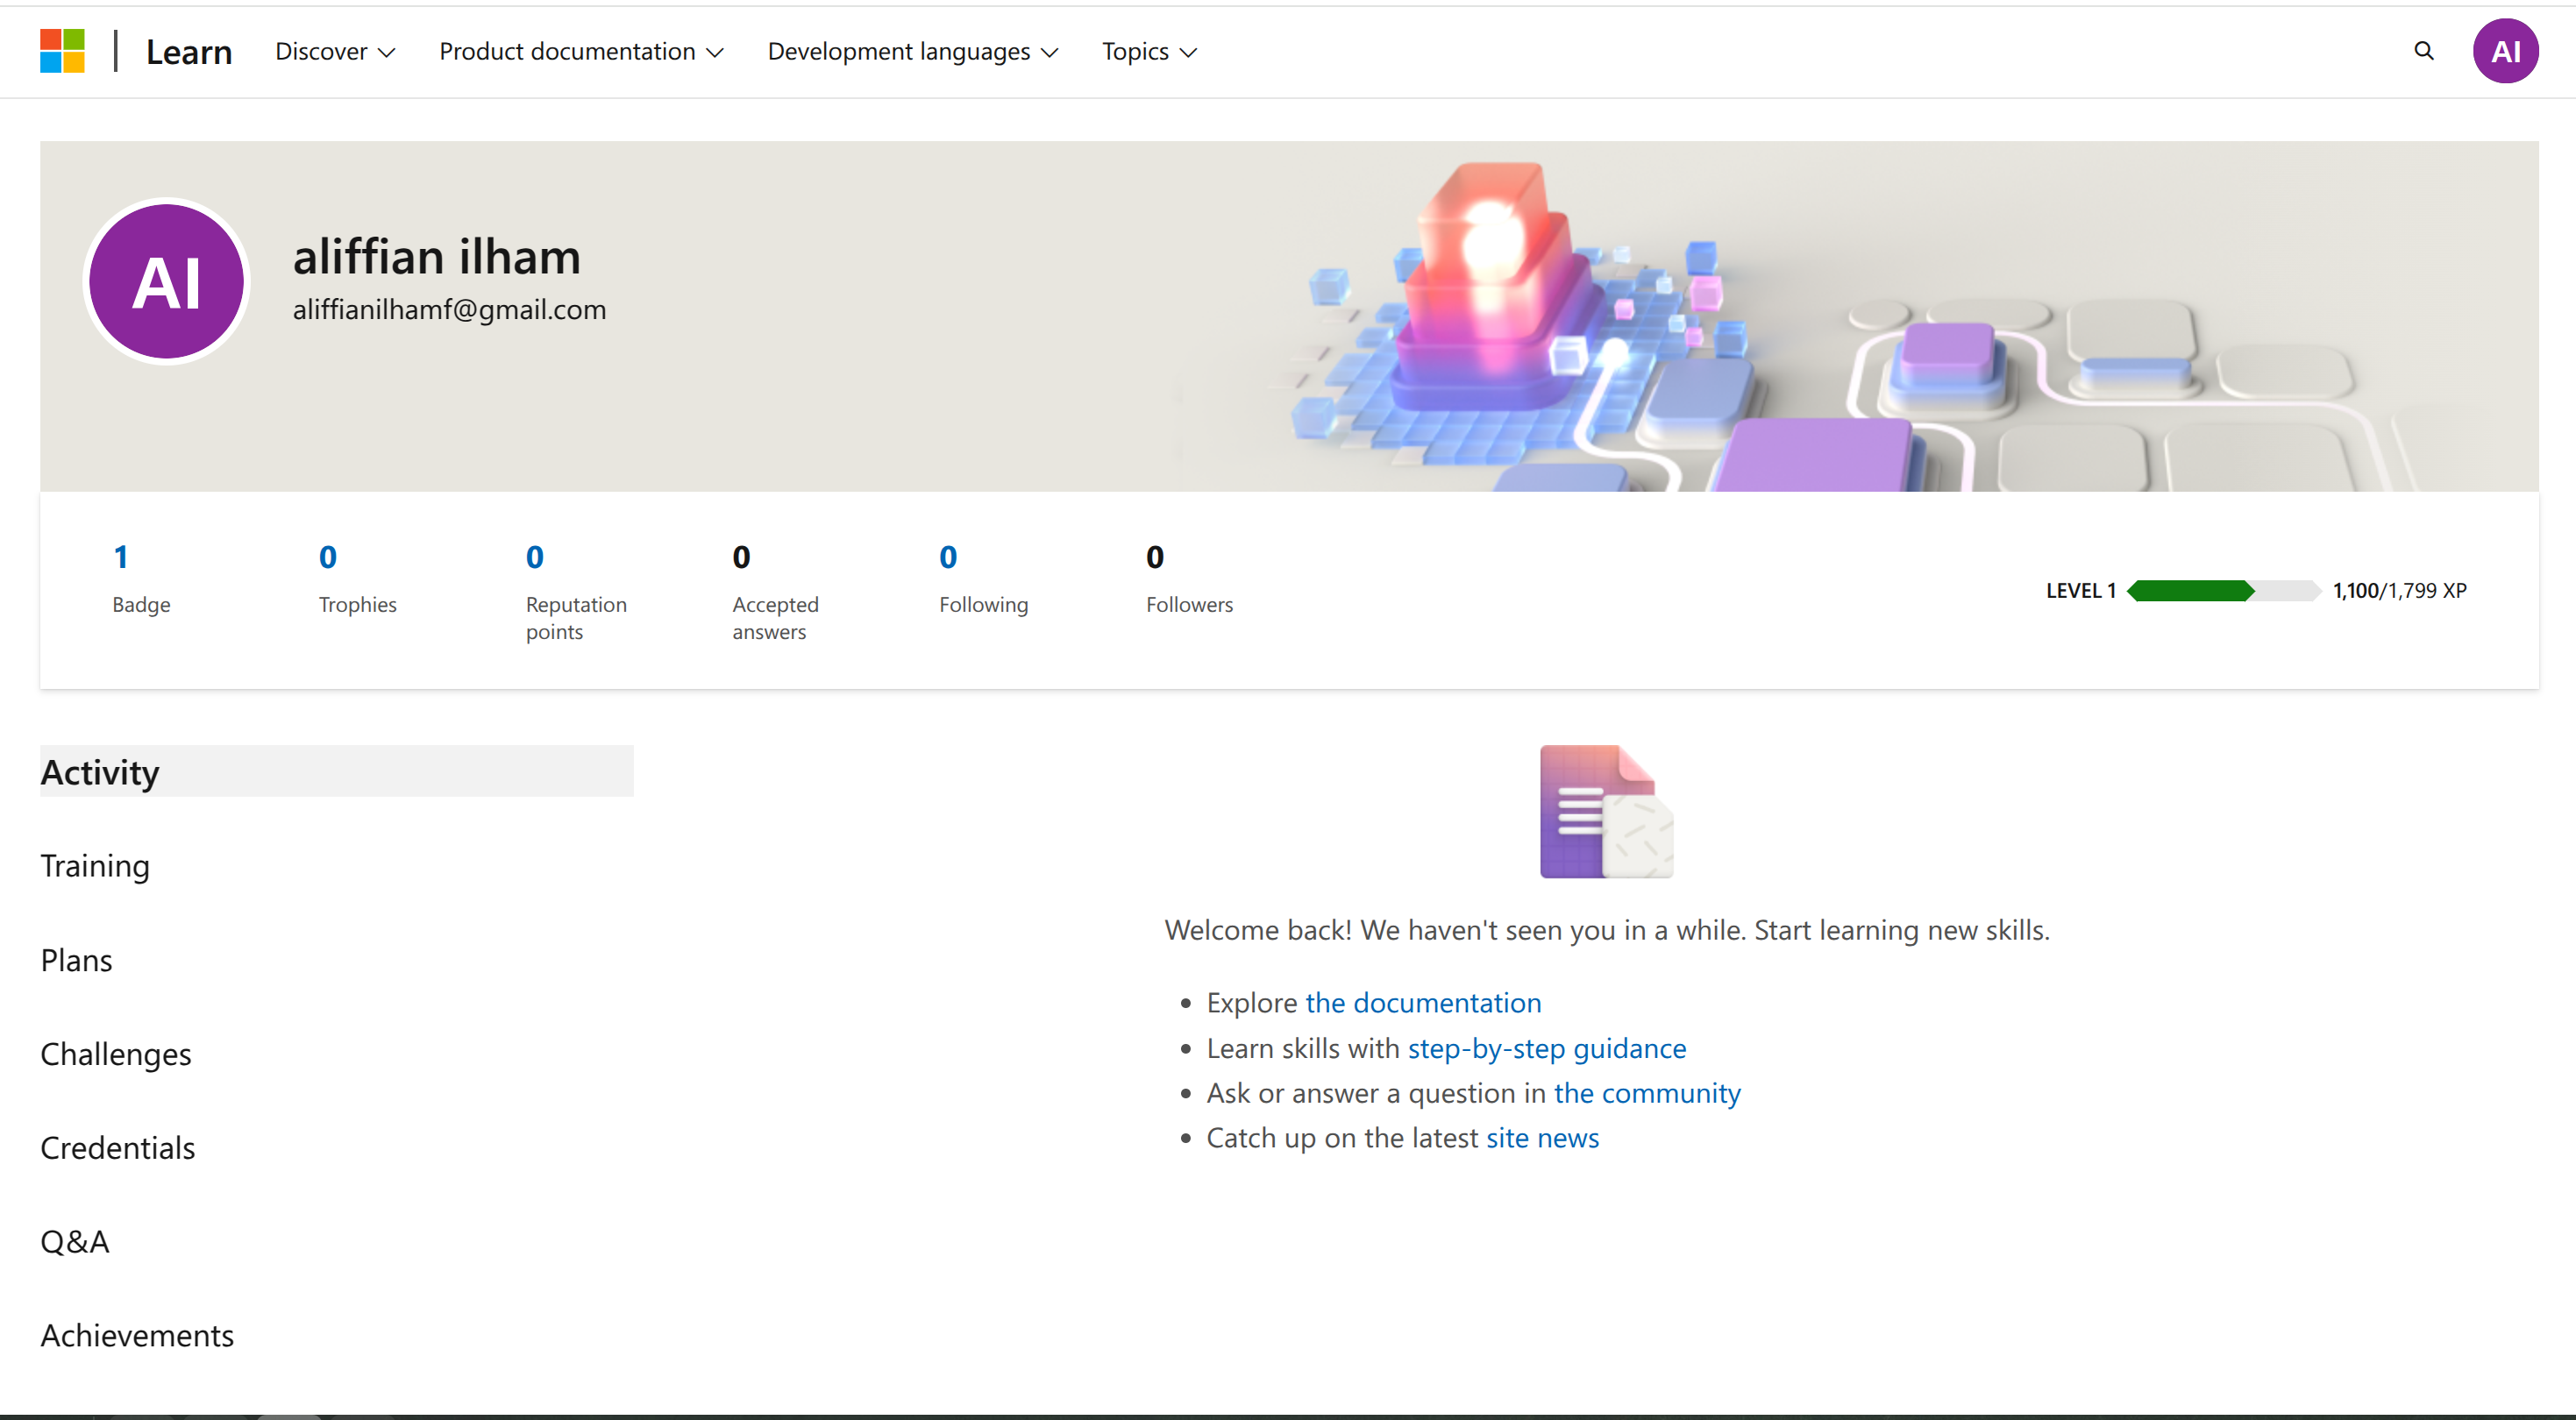 Learn Discover Product documentation Development languages Topics AI
AI
aliffian ilham
aliffianilhamf@gmail.com
1 0 0 0 0 0
Badge Trophies Reputation points Accepted answers Following Followers
LEVEL 1 1,100/1,799 XP
Activity
Training
Plans
Challenges
Credentials
Q&A
Achievements
Welcome back! We haven't seen you in a while. Start learning new skills.
Explore the documentation
Learn skills with step-by-step guidance
Ask or answer a question in the community
Catch up on the latest site news